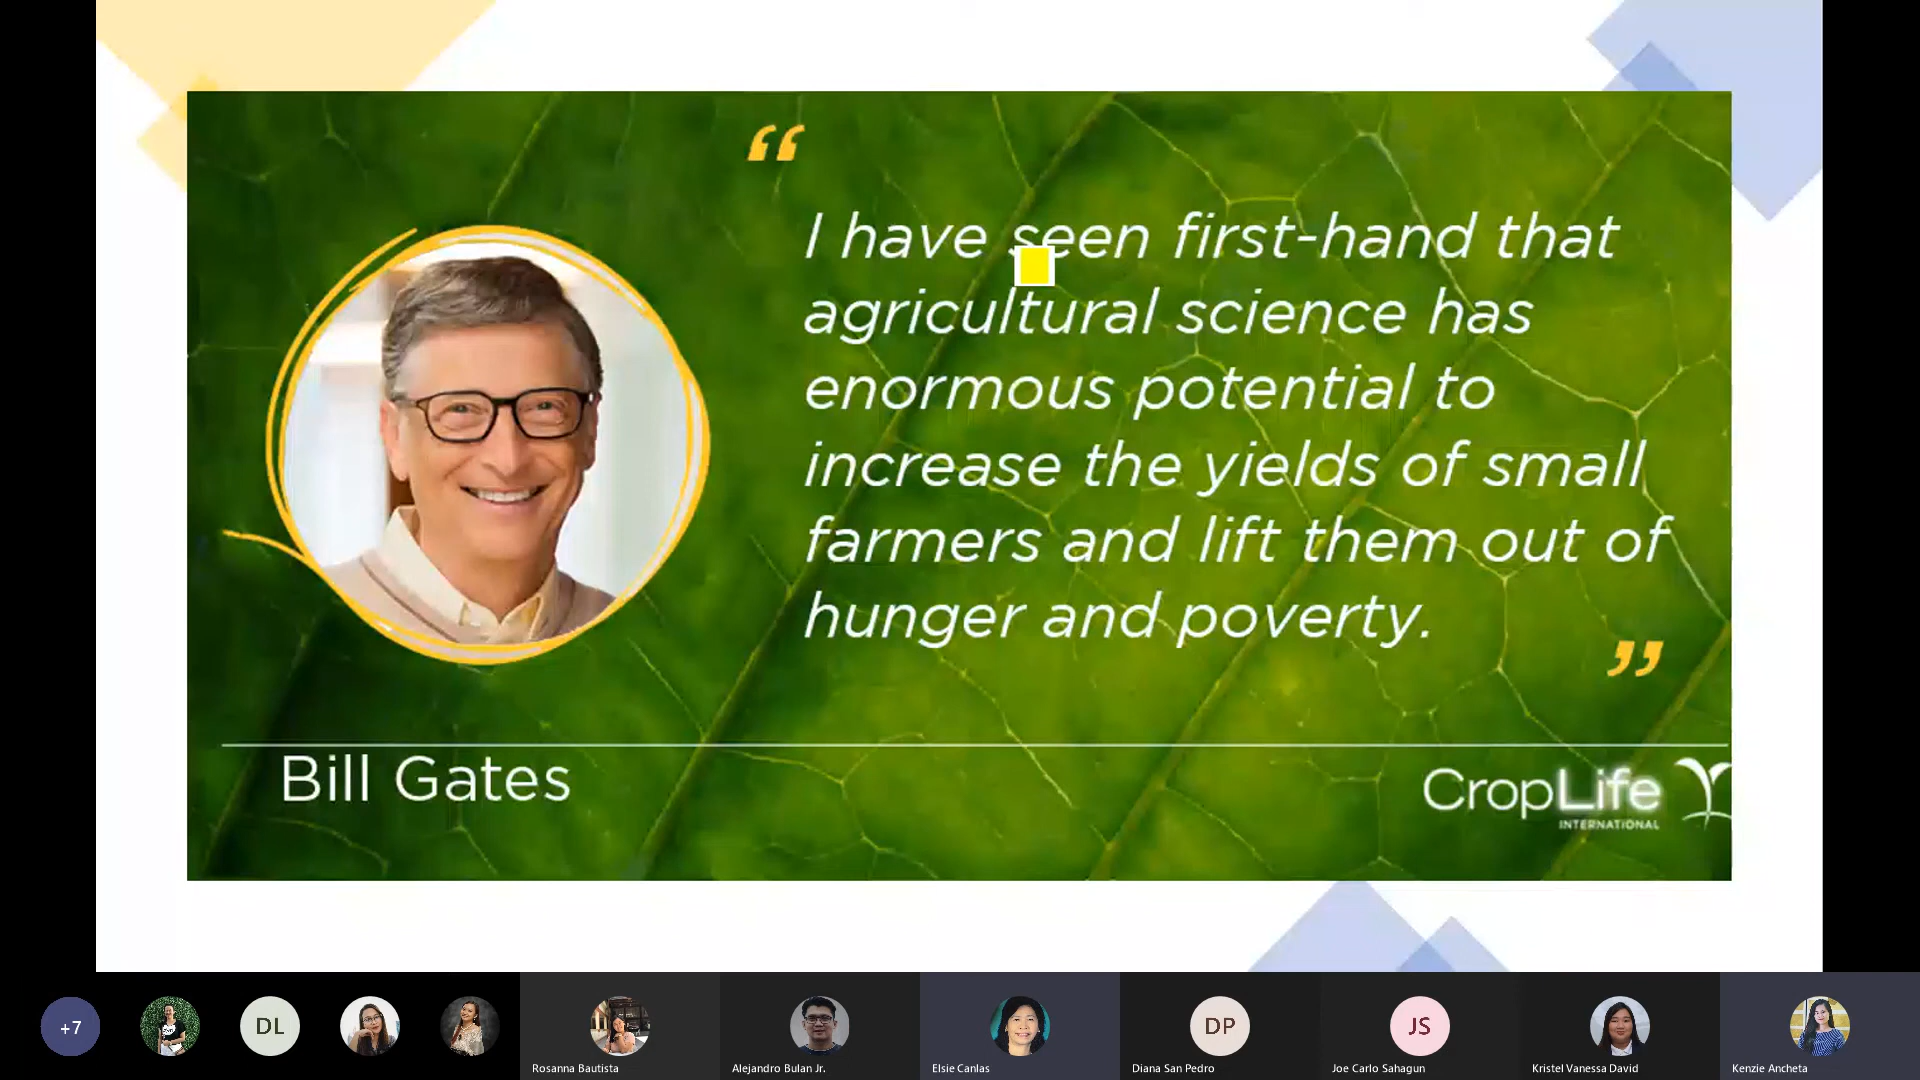 “
I have seen first-hand that
agricultural science has
enormous potential to
increase the yields of small
farmers and lift them out of
hunger and poverty.
”
Bill Gates
CropLife
INTERNATIONAL
+7
DL
DP
JS
Rosanna Bautista
Alejandro Bulan Jr.
Elsie Canlas
Diana San Pedro
Joe Carlo Sahagun
Kristel Vanessa David
Kenzie Ancheta